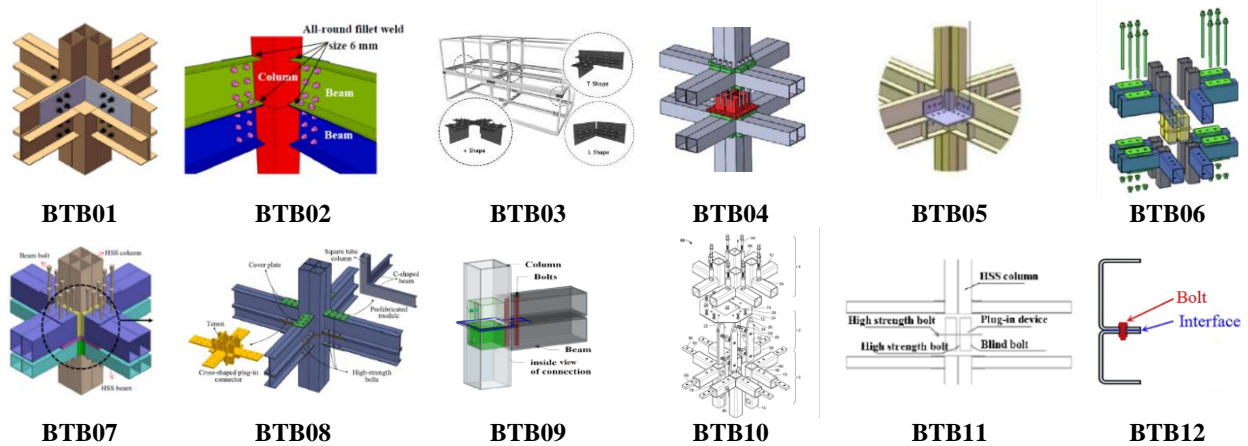 All-round fillet weld
size 6 mm
Column
Beam
Beam
T Shape
+ Shape
L Shape
BTB01 BTB02 BTB03 BTB04 BTB05 BTB06
Beam bolt
HSS column
HSS beam
Cover plate
Square tube
column
C-shaped
beam
Prefabricated
module
Tenon
Cross-shaped plug-in
connector
High-strength
bolts
Column
Bolts
Beam
inside view
of connection
HSS column
High strength bolt
Plug-in device
High strength bolt
Blind bolt
Bolt
Interface
BTB07 BTB08 BTB09 BTB10 BTB11 BTB12